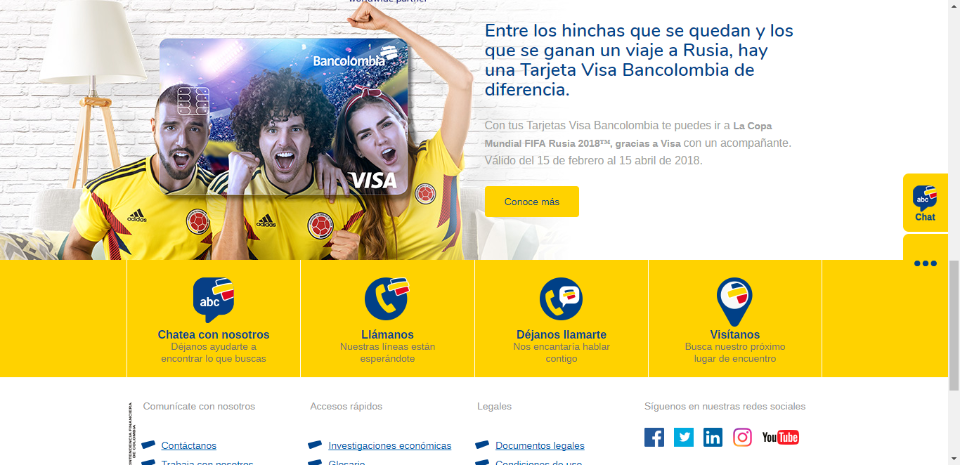 worldwide partner
Entre los hinchas que se quedan y los
que se ganan un viaje a Rusia, hay
una Tarjeta Visa Bancolombia de
diferencia.
Con tus Tarjetas Visa Bancolombia te puedes ir a La Copa
Mundial FIFA Rusia 2018™, gracias a Visa con un acompañante.
Válido del 15 de febrero al 15 abril de 2018.
Conoce más
Bancolombia
VISA
adidas
adidas
abc
Chat
abc
Chatea con nosotros
Déjanos ayudarte a
encontrar lo que buscas
Llámanos
Nuestras líneas están
esperándote
Déjanos llamarte
Nos encantaría hablar
contigo
Visítanos
Busca nuestro próximo
lugar de encuentro
Comunícate con nosotros
Contáctanos
Trabaja con nosotros
Accesos rápidos
Investigaciones económicas
Glosario
Legales
Documentos legales
Condiciones de uso
Síguenos en nuestras redes sociales
YouTube
DE COLOMBIA